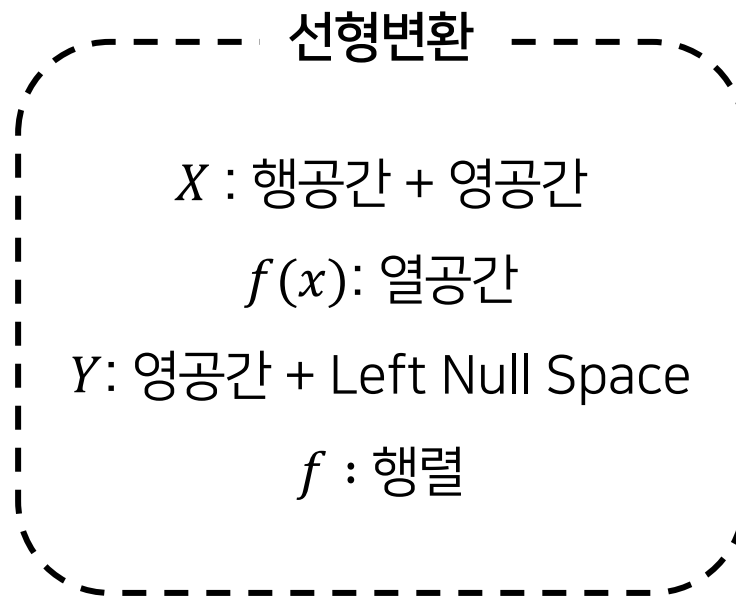 선형변환
X : 행공간 + 영공간
f(x): 열공간
Y: 영공간 + Left Null Space
f : 행렬